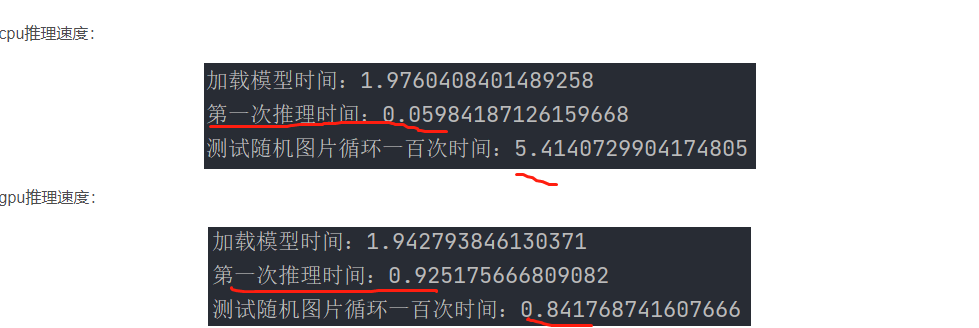 cpu推理速度：
加载模型时间：1.9760408401489258
第一次推理时间：0.05984187126159668
测试随机图片循环一百次时间：5.4140729904174805
gpu推理速度：
加载模型时间：1.942793846130371
第一次推理时间：0.925175666809082
测试随机图片循环一百次时间：0.841768741607666